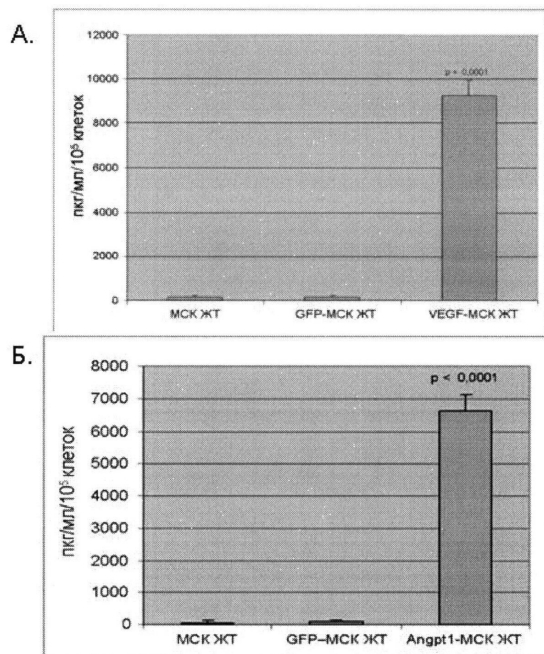 А.
12000
10000
8000
6000
4000
2000
0
пкг/мл/10⁵ клеток
p < 0,0001
МСК ЖТ
GFP-МСК ЖТ
VEGF-МСК ЖТ
Б.
8000
7000
6000
5000
4000
3000
2000
1000
0
пкг/мл/10⁵ клеток
p < 0,0001
МСК ЖТ
GFP–МСК ЖТ
Angpt1-МСК ЖТ